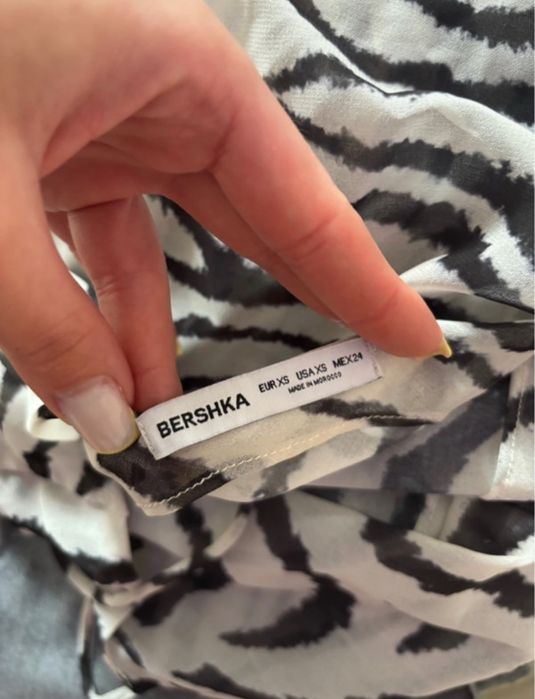 BERSHKA
EUR XS USA XS MEX 24
MADE IN MOROCCO